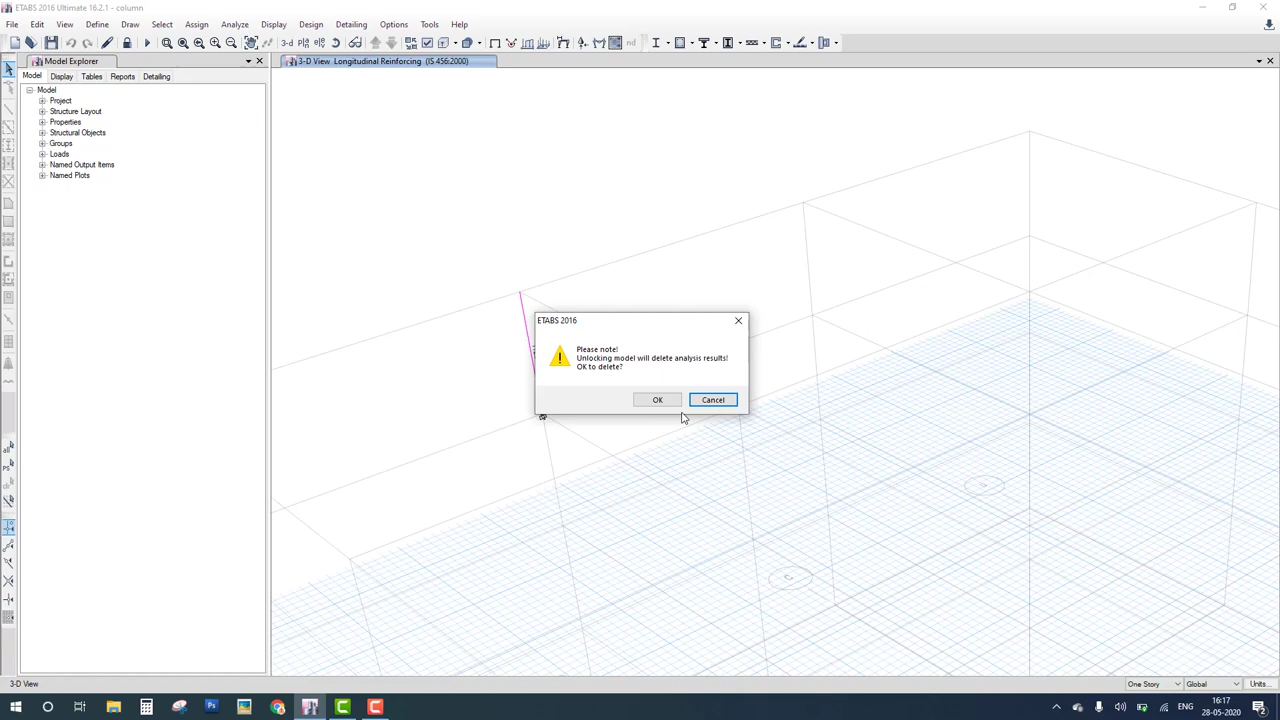 ETABS 2016 Ultimate 16.2.1 - column
File Edit View Define Draw Select Assign Analyze Display Design Detailing Options Tools Help
3-d nd
Model Explorer
3-D View Longitudinal Reinforcing (IS 456:2000)
Model Display Tables Reports Detailing
Model
Project
Structure Layout
Properties
Structural Objects
Groups
Loads
Named Output Items
Named Plots
ETABS 2016
Please note!
Unlocking model will delete analysis results!
OK to delete?
OK Cancel
all
ps
C
C
3-D View
One Story Global Units...
16:17
ENG
28-05-2020